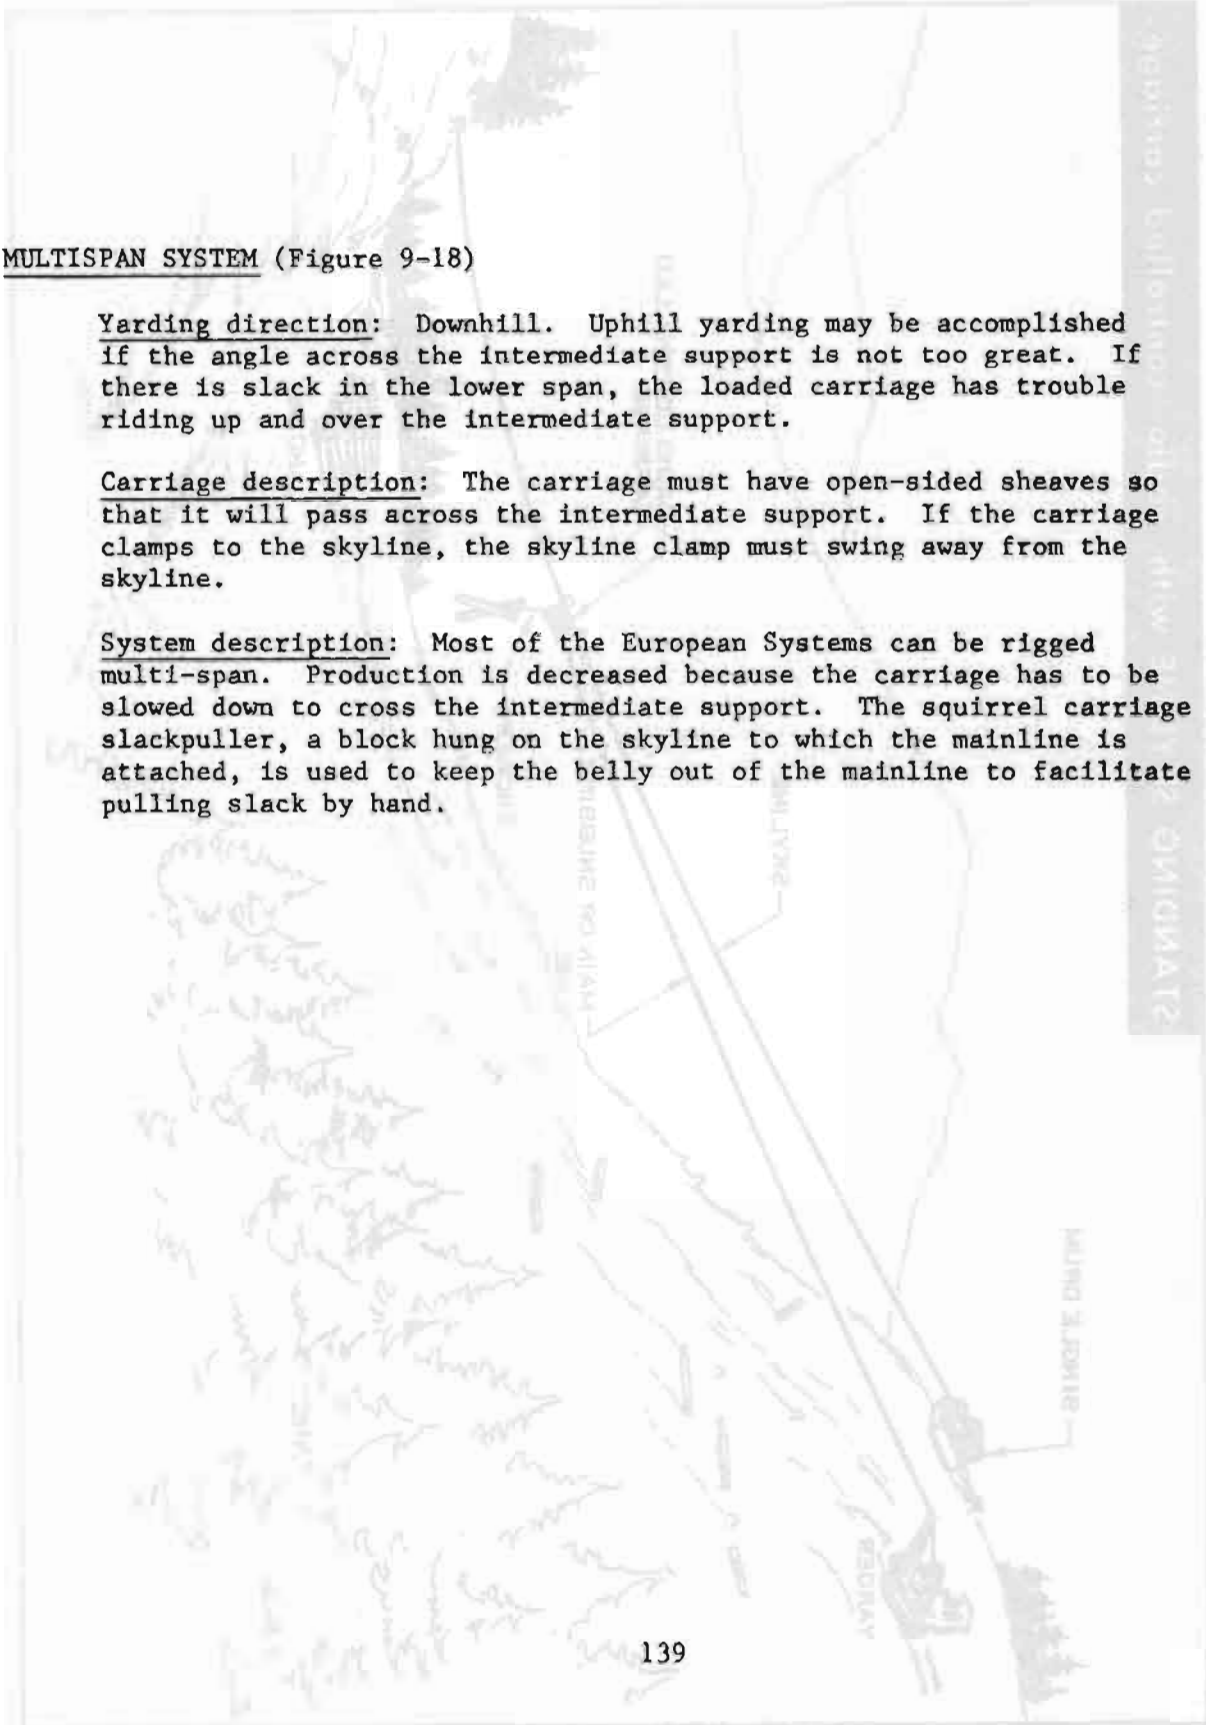 MULTISPAN SYSTEM (Figure 9-18)
Yarding direction: Downhill. Uphill yarding may be accomplished
if the angle across the intermediate support is not too great. If
there is slack in the lower span, the loaded carriage has trouble
riding up and over the intermediate support.
Carriage description: The carriage must have open-sided sheaves so
that it will pass across the intermediate support. If the carriage
clamps to the skyline, the skyline clamp must swing away from the
skyline.
System description: Most of the European Systems can be rigged
multi-span. Production is decreased because the carriage has to be
slowed down to cross the intermediate support. The squirrel carriage
slackpuller, a block hung on the skyline to which the mainline is
attached, is used to keep the belly out of the mainline to facilitate
pulling slack by hand.
SKYLINE
SINGLE DRUM
YARDER
139